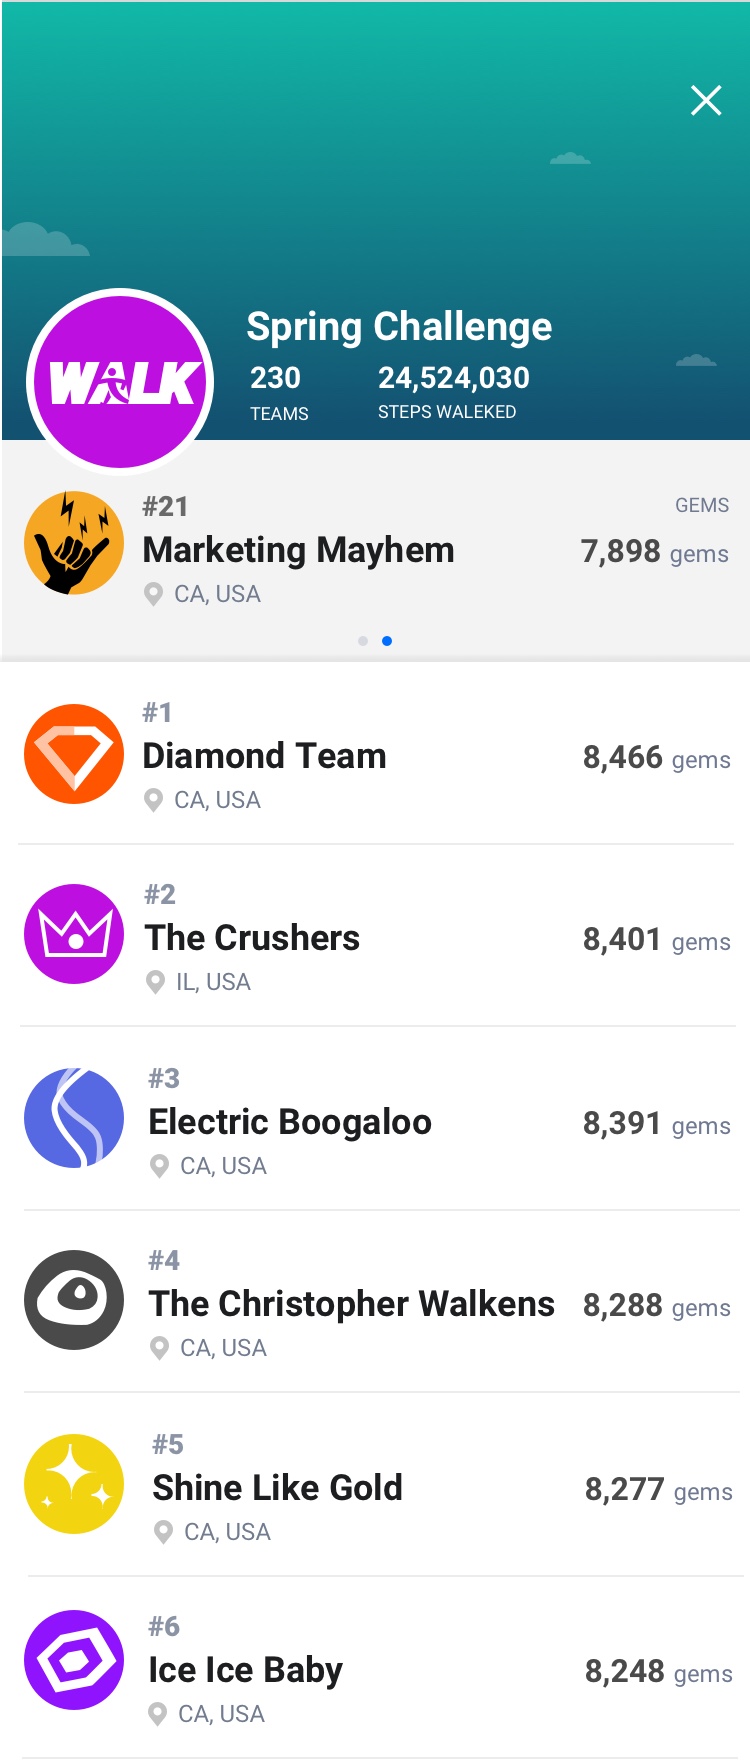 Spring Challenge
WALK
230
24,524,030
TEAMS
STEPS WALEKED
#21
GEMS
Marketing Mayhem
7,898 gems
CA, USA
#1
Diamond Team
8,466 gems
CA, USA
#2
The Crushers
8,401 gems
IL, USA
#3
Electric Boogaloo
8,391 gems
CA, USA
#4
The Christopher Walkens
8,288 gems
CA, USA
#5
Shine Like Gold
8,277 gems
CA, USA
#6
Ice Ice Baby
8,248 gems
CA, USA